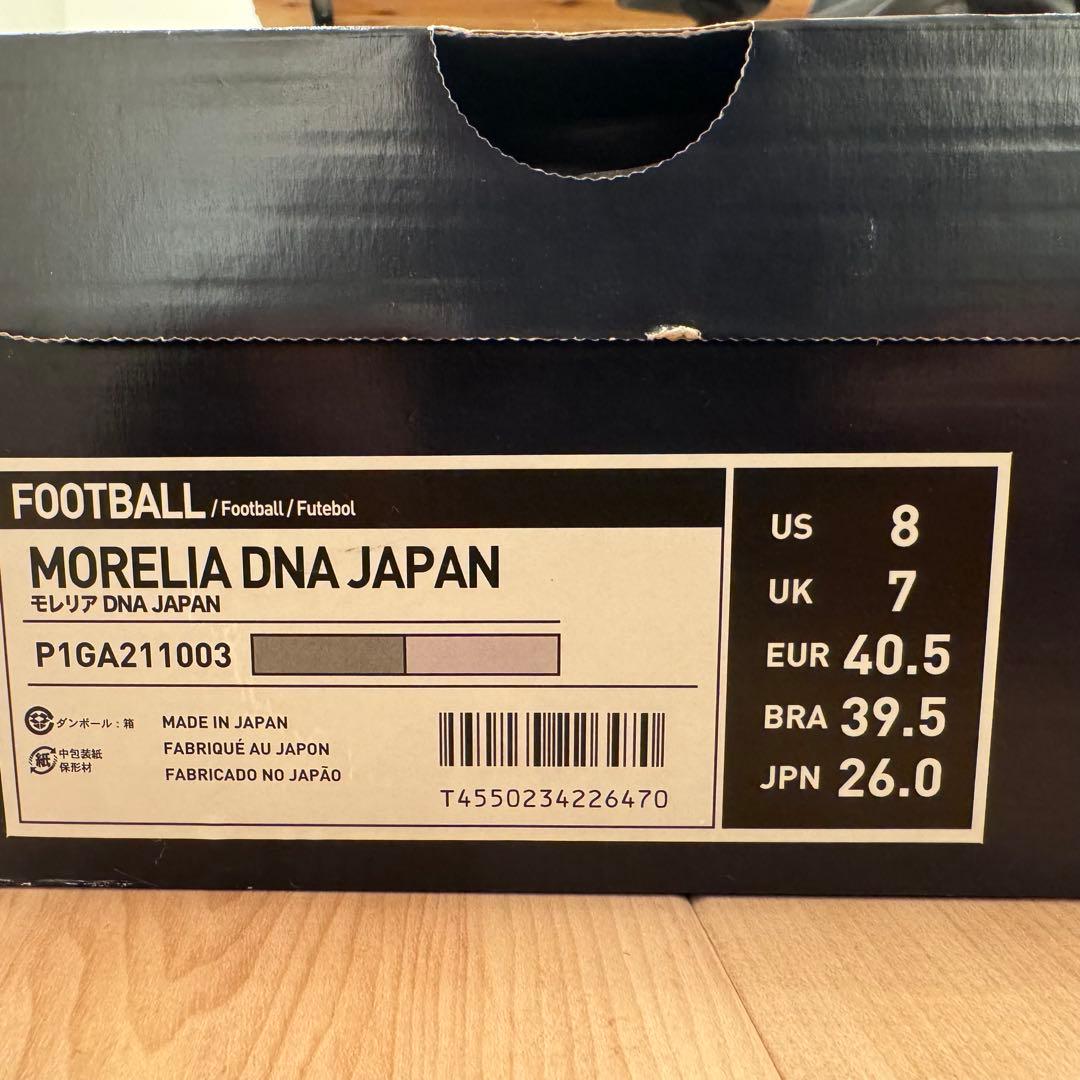 FOOTBALL /Football/Futebol
MORELIA DNA JAPAN
モレリア DNA JAPAN
P1GA211003
ダンボール：箱
紙
中包装紙
保形材
MADE IN JAPAN
FABRIQUÉ AU JAPON
FABRICADO NO JAPÃO
T4550234226470
US 8
UK 7
EUR 40.5
BRA 39.5
JPN 26.0